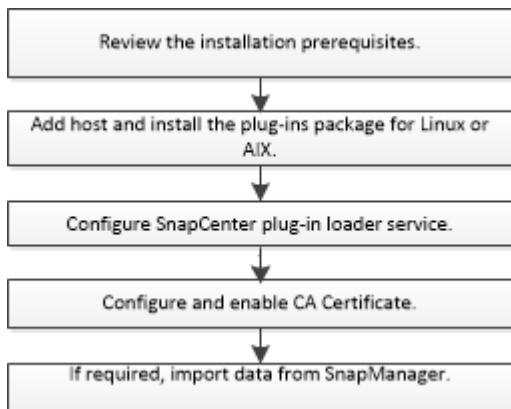 Review the installation prerequisites.
Add host and install the plug-ins package for Linux or
AIX.
Configure SnapCenter plug-in loader service.
Configure and enable CA Certificate.
If required, import data from SnapManager.